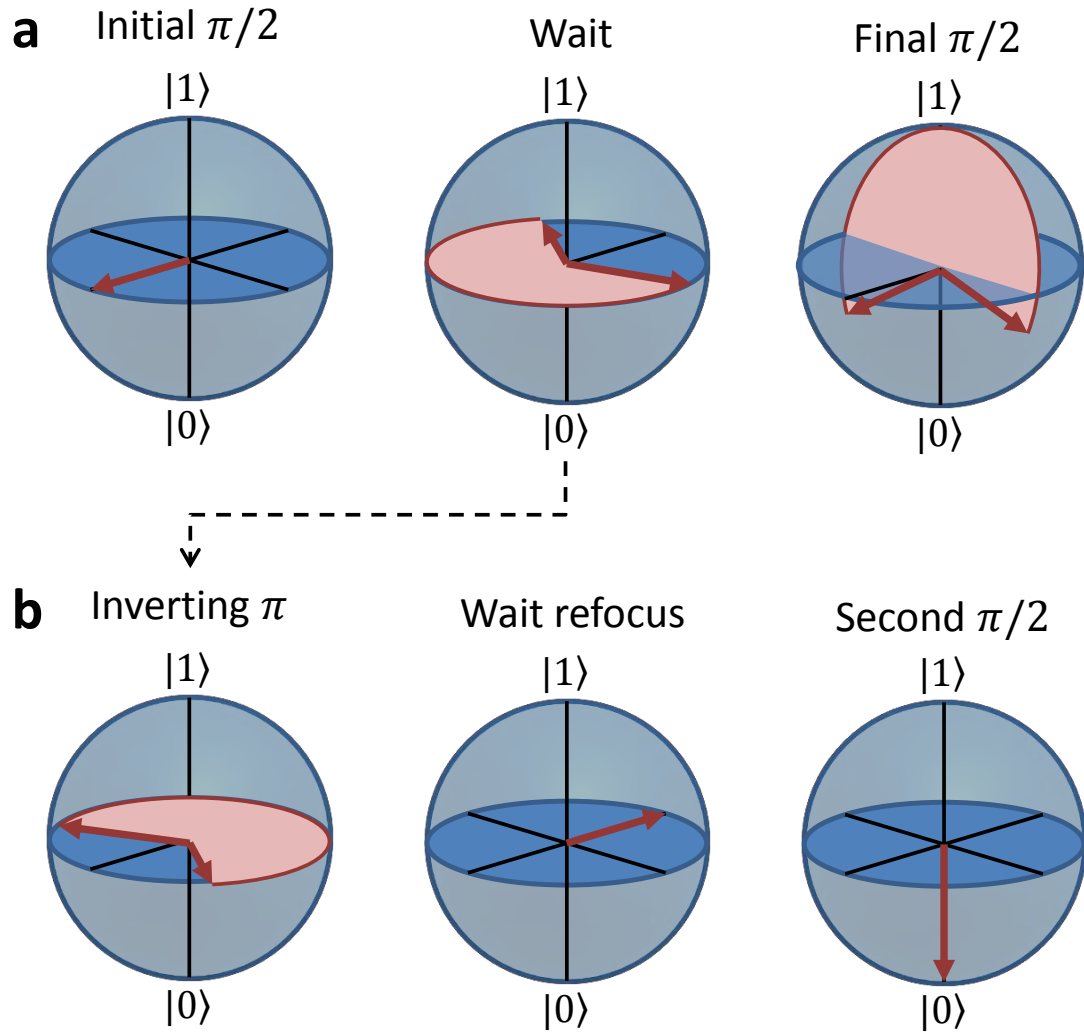 a
Initial π/2
Wait
Final π/2
|1⟩
|1⟩
|1⟩
|0⟩
|0⟩
|0⟩
b
Inverting π
Wait refocus
Second π/2
|1⟩
|1⟩
|1⟩
|0⟩
|0⟩
|0⟩